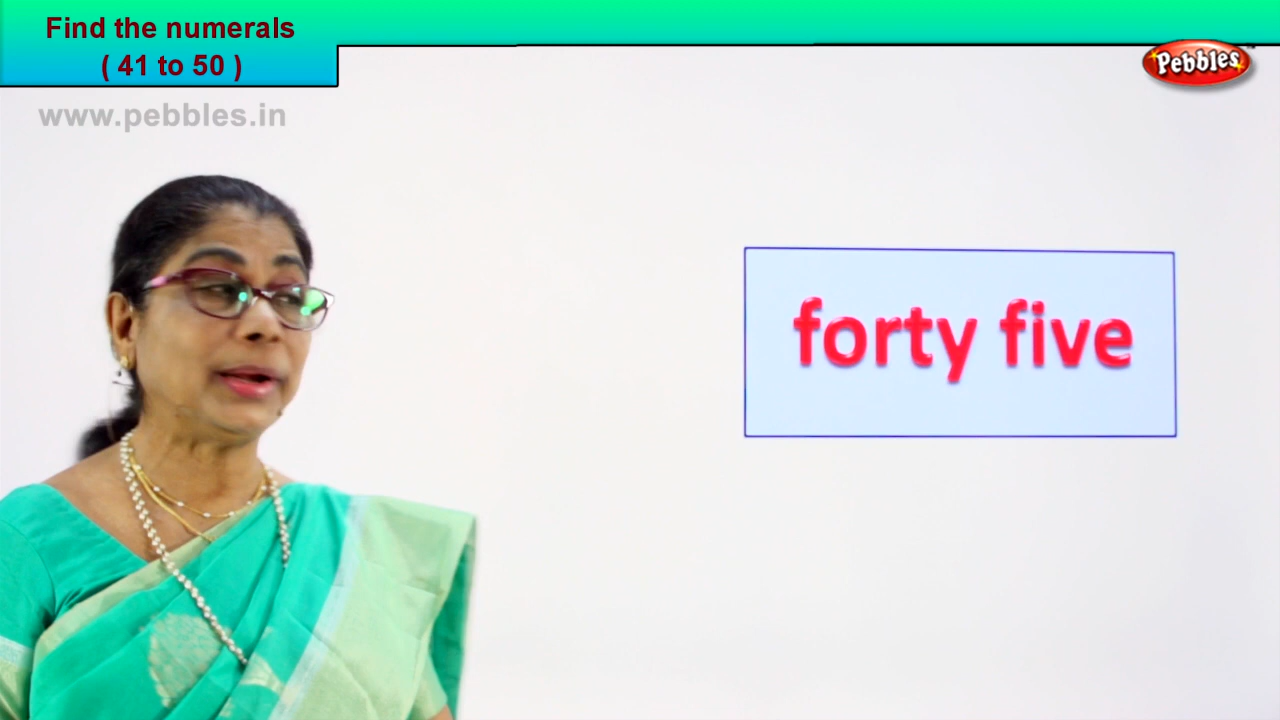 Find the numerals
( 41 to 50 )
Pebbles
www.pebbles.in
forty five